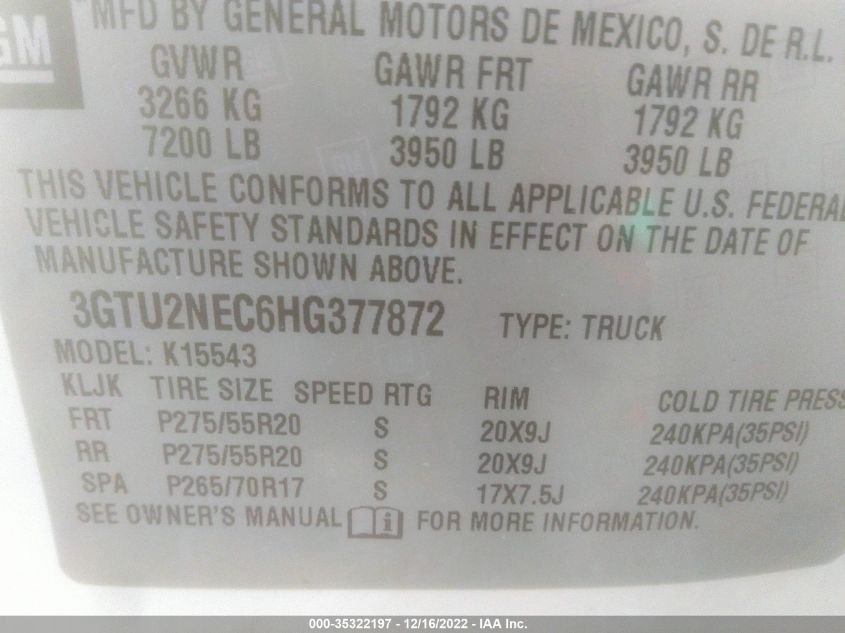 GM
MFD BY GENERAL MOTORS DE MEXICO, S. DE R.L.
GVWR GAWR FRT GAWR RR
3266 KG 1792 KG 1792 KG
7200 LB 3950 LB 3950 LB
THIS VEHICLE CONFORMS TO ALL APPLICABLE U.S. FEDERAL
VEHICLE SAFETY STANDARDS IN EFFECT ON THE DATE OF
MANUFACTURE SHOWN ABOVE.
3GTU2NEC6HG377872 TYPE: TRUCK
MODEL: K15543
KLJK TIRE SIZE SPEED RTG RIM COLD TIRE PRESS
FRT P275/55R20 S 20X9J 240KPA(35PSI)
RR P275/55R20 S 20X9J 240KPA(35PSI)
SPA P265/70R17 S 17X7.5J 240KPA(35PSI)
SEE OWNER'S MANUAL i FOR MORE INFORMATION.
000-35322197 - 12/16/2022 - IAA Inc.